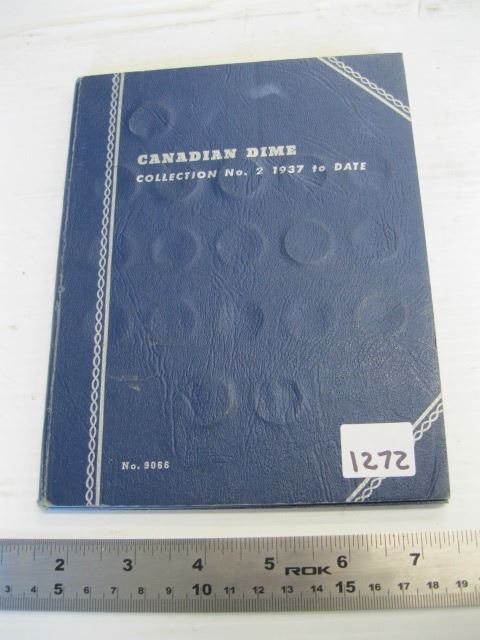 CANADIAN DIME
COLLECTION No. 2 1937 to DATE
No. 9066
1272
2 3 4 5 ROK 6 7
3 4 5 6 7 8 9 10 11 12 13 14 15 16 17 18 19